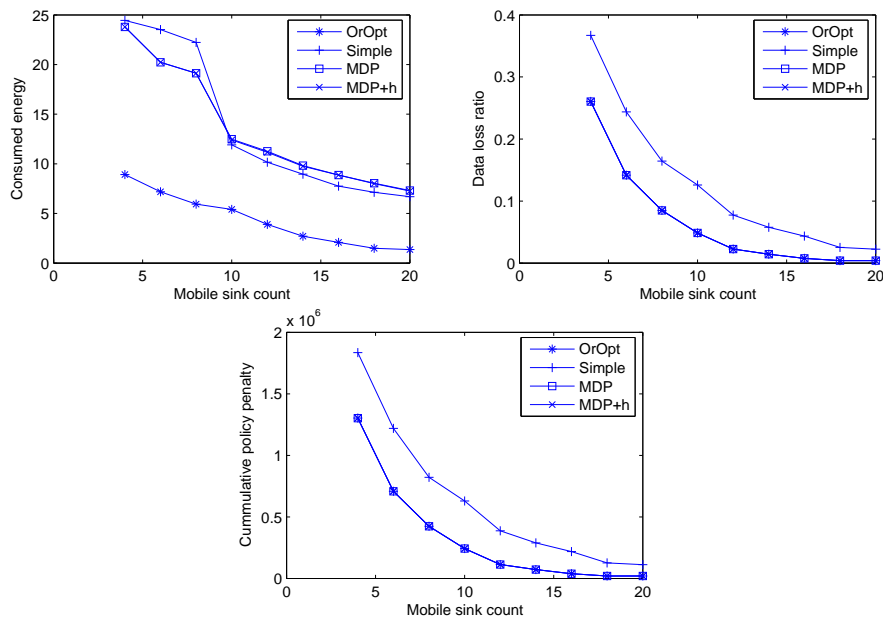 25
20
15
10
5
0
Consumed energy
0 5 10 15 20
Mobile sink count
OrOpt
Simple
MDP
MDP+h
0.4
0.3
0.2
0.1
0
Data loss ratio
0 5 10 15 20
Mobile sink count
OrOpt
Simple
MDP
MDP+h
x 10^6
2
1.5
1
0.5
0
Cummulative policy penalty
0 5 10 15 20
Mobile sink count
OrOpt
Simple
MDP
MDP+h